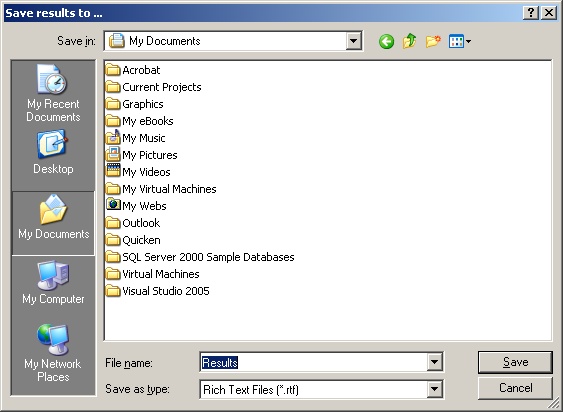 Save results to ...
Save in: My Documents
My Recent
Documents
Desktop
My Documents
My Computer
My Network
Places
Acrobat
Current Projects
Graphics
My eBooks
My Music
My Pictures
My Videos
My Virtual Machines
My Webs
Outlook
Quicken
SQL Server 2000 Sample Databases
Virtual Machines
Visual Studio 2005
File name: Results Save
Save as type: Rich Text Files (*.rtf) Cancel